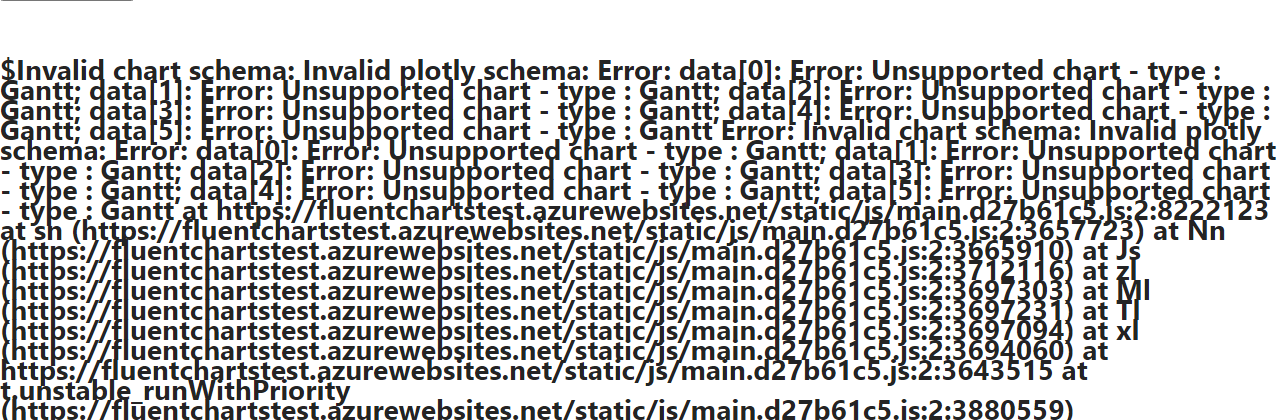 $Invalid chart schema: Invalid plotly schema: Error: data[0]: Error: Unsupported chart - type :
Gantt; data[1]: Error: Unsupported chart - type : Gantt; data[2]: Error: Unsupported chart - type :
Gantt; data[3]: Error: Unsupported chart - type : Gantt; data[4]: Error: Unsupported chart - type :
Gantt; data[5]: Error: Unsupported chart - type : Gantt Error: Invalid chart schema: Invalid plotly
schema: Error: data[0]: Error: Unsupported chart - type : Gantt; data[1]: Error: Unsupported chart
- type : Gantt; data[2]: Error: Unsupported chart - type : Gantt; data[3]: Error: Unsupported chart
- type : Gantt; data[4]: Error: Unsupported chart - type : Gantt; data[5]: Error: Unsupported chart
- type : Gantt at https://fluentchartstest.azurewebsites.net/static/js/main.d27b61c5.js:2:8222123
at sh (https://fluentchartstest.azurewebsites.net/static/js/main.d27b61c5.js:2:3657723) at Nn
(https://fluentchartstest.azurewebsites.net/static/js/main.d27b61c5.js:2:3665910) at Js
(https://fluentchartstest.azurewebsites.net/static/js/main.d27b61c5.js:2:3712116) at zl
(https://fluentchartstest.azurewebsites.net/static/js/main.d27b61c5.js:2:3697303) at Ml
(https://fluentchartstest.azurewebsites.net/static/js/main.d27b61c5.js:2:3697231) at Tl
(https://fluentchartstest.azurewebsites.net/static/js/main.d27b61c5.js:2:3697094) at xl
(https://fluentchartstest.azurewebsites.net/static/js/main.d27b61c5.js:2:3694060) at
https://fluentchartstest.azurewebsites.net/static/js/main.d27b61c5.js:2:3643515 at
t.unstable_runWithPriority
(https://fluentchartstest.azurewebsites.net/static/js/main.d27b61c5.js:2:3880559)